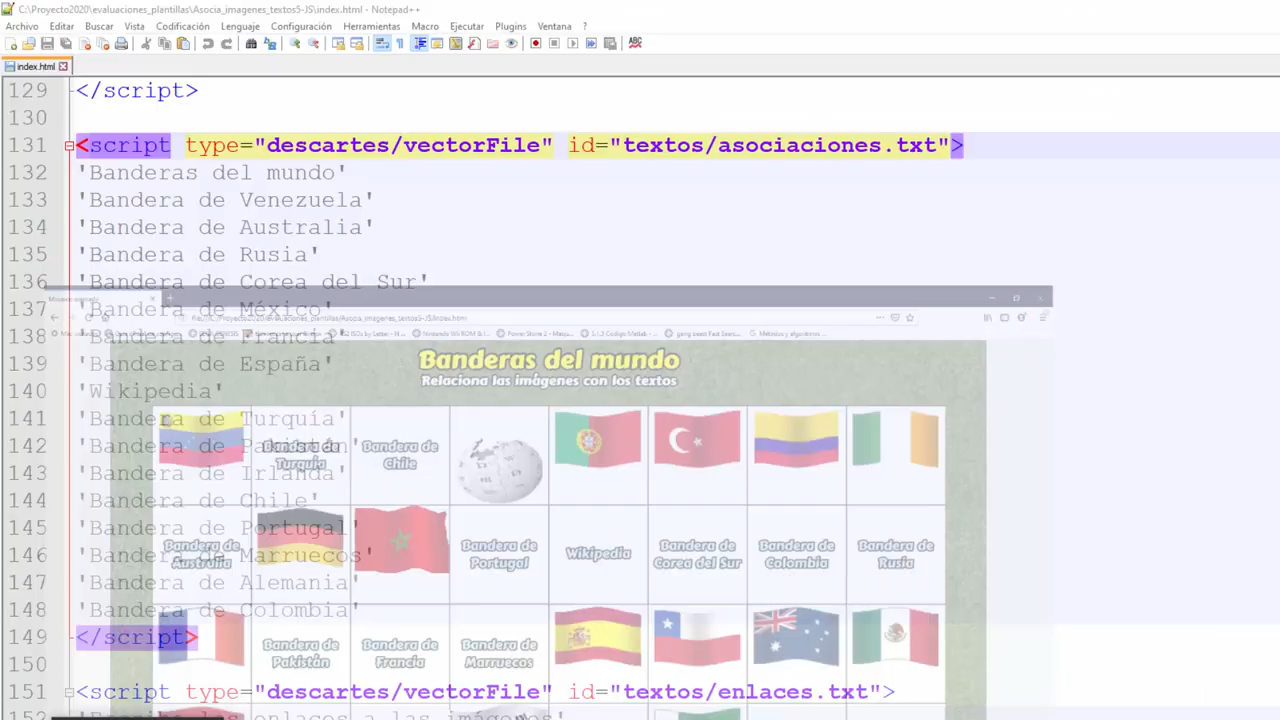 C:\Proyecto2020\evaluaciones_plantillas\Asocia_imagenes_textos5-JS\index.html - Notepad++
Archivo Editar Buscar Vista Codificación Lenguaje Configuración Herramientas Macro Ejecutar Plugins Ventana ?
index.html
129 </script>
130
131 <script type="descartes/vectorFile" id="textos/asociaciones.txt">
132 'Banderas del mundo'
133 'Bandera de Venezuela'
134 'Bandera de Australia'
135 'Bandera de Rusia'
136 'Bandera de Corea del Sur'
137 'Bandera de México'
138 'Bandera de Francia'
139 'Bandera de España'
140 'Wikipedia'
141 'Bandera de Turquía'
142 'Bandera de Pakistán'
143 'Bandera de Irlanda'
144 'Bandera de Chile'
145 'Bandera de Portugal'
146 'Bandera de Marruecos'
147 'Bandera de Alemania'
148 'Bandera de Colombia'
149 </script>
150
151 <script type="descartes/vectorFile" id="textos/enlaces.txt">
152 'Escribe los enlaces a las imágenes'
Banderas del mundo
Relaciona las imágenes con los textos
Bandera de Turquía
Bandera de Chile
Bandera de Australia
Bandera de Portugal
Wikipedia
Bandera de Corea del Sur
Bandera de Colombia
Bandera de Rusia
Bandera de Pakistán
Bandera de Francia
Bandera de Marruecos